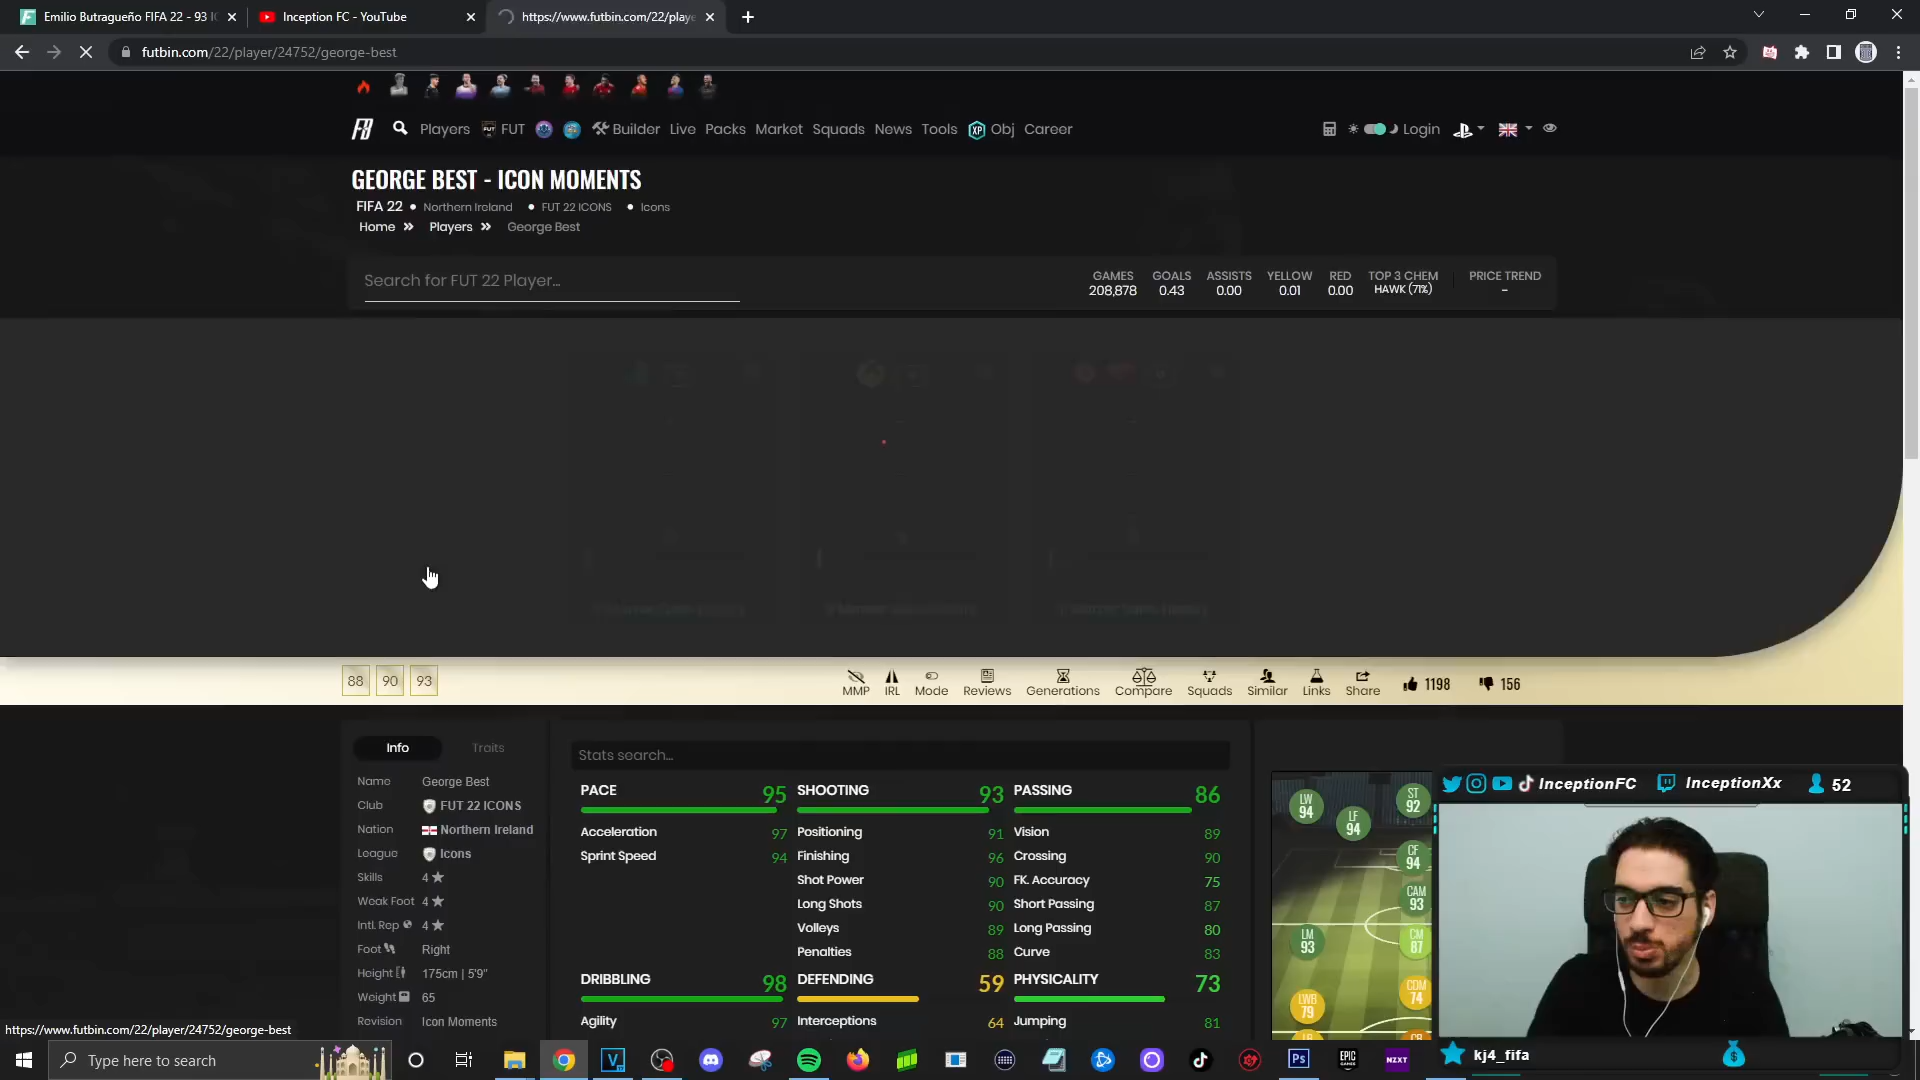 Emilio Butragueño FIFA 22 - 93 I
Inception FC - YouTube
https://www.futbin.com/22/playe
futbin.com/22/player/24752/george-best
Players FUT Builder Live Packs Market Squads News Tools XP Obj Career Login
GEORGE BEST - ICON MOMENTS
FIFA 22 • Northern Ireland • FUT 22 ICONS • Icons
Home » Players » George Best
Search for FUT 22 Player...
GAMES GOALS ASSISTS YELLOW RED TOP 3 CHEM PRICE TREND
208,878 0.43 0.00 0.01 0.00 HAWK (71%) -
88 90 93
MMP IRL Mode Reviews Generations Compare Squads Similar Links Share 1198 156
Info Traits
Name George Best
Club FUT 22 ICONS
Nation Northern Ireland
League Icons
Skills 4★
Weak Foot 4★
Intl. Rep 4★
Foot Right
Height 175cm | 5'9"
Weight 65
Revision Icon Moments
Stats search...
PACE 95
Acceleration 97
Sprint Speed 94
SHOOTING 93
Positioning 91
Finishing 96
Shot Power 90
Long Shots 90
Volleys 89
Penalties 88
PASSING 86
Vision 89
Crossing 90
FK. Accuracy 75
Short Passing 87
Long Passing 80
Curve 83
DRIBBLING 98
Agility 97
DEFENDING 59
Interceptions 64
PHYSICALITY 73
Jumping 81
LW 94
LF 94
ST 92
CF 94
CAM 93
LM 93
CM 87
LWB 79
CDM 74
InceptionFC InceptionXx 52
https://www.futbin.com/22/player/24752/george-best
Type here to search
Ps
EPIC GAMES
NZXT
kj4_fifa